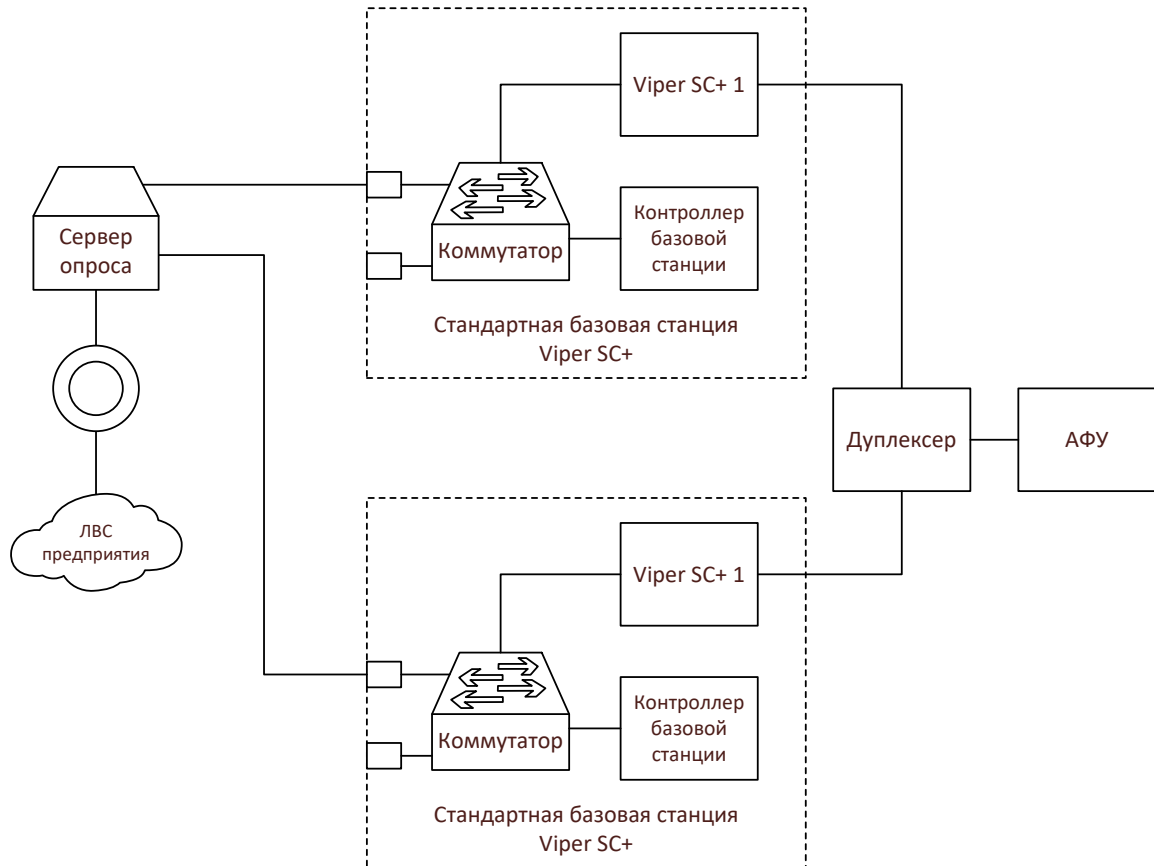 Viper SC+ 1
Сервер
опроса
Коммутатор
Контроллер
базовой
станции
Стандартная базовая станция
Viper SC+
Дуплексер
АФУ
ЛВС
предприятия
Viper SC+ 1
Коммутатор
Контроллер
базовой
станции
Стандартная базовая станция
Viper SC+